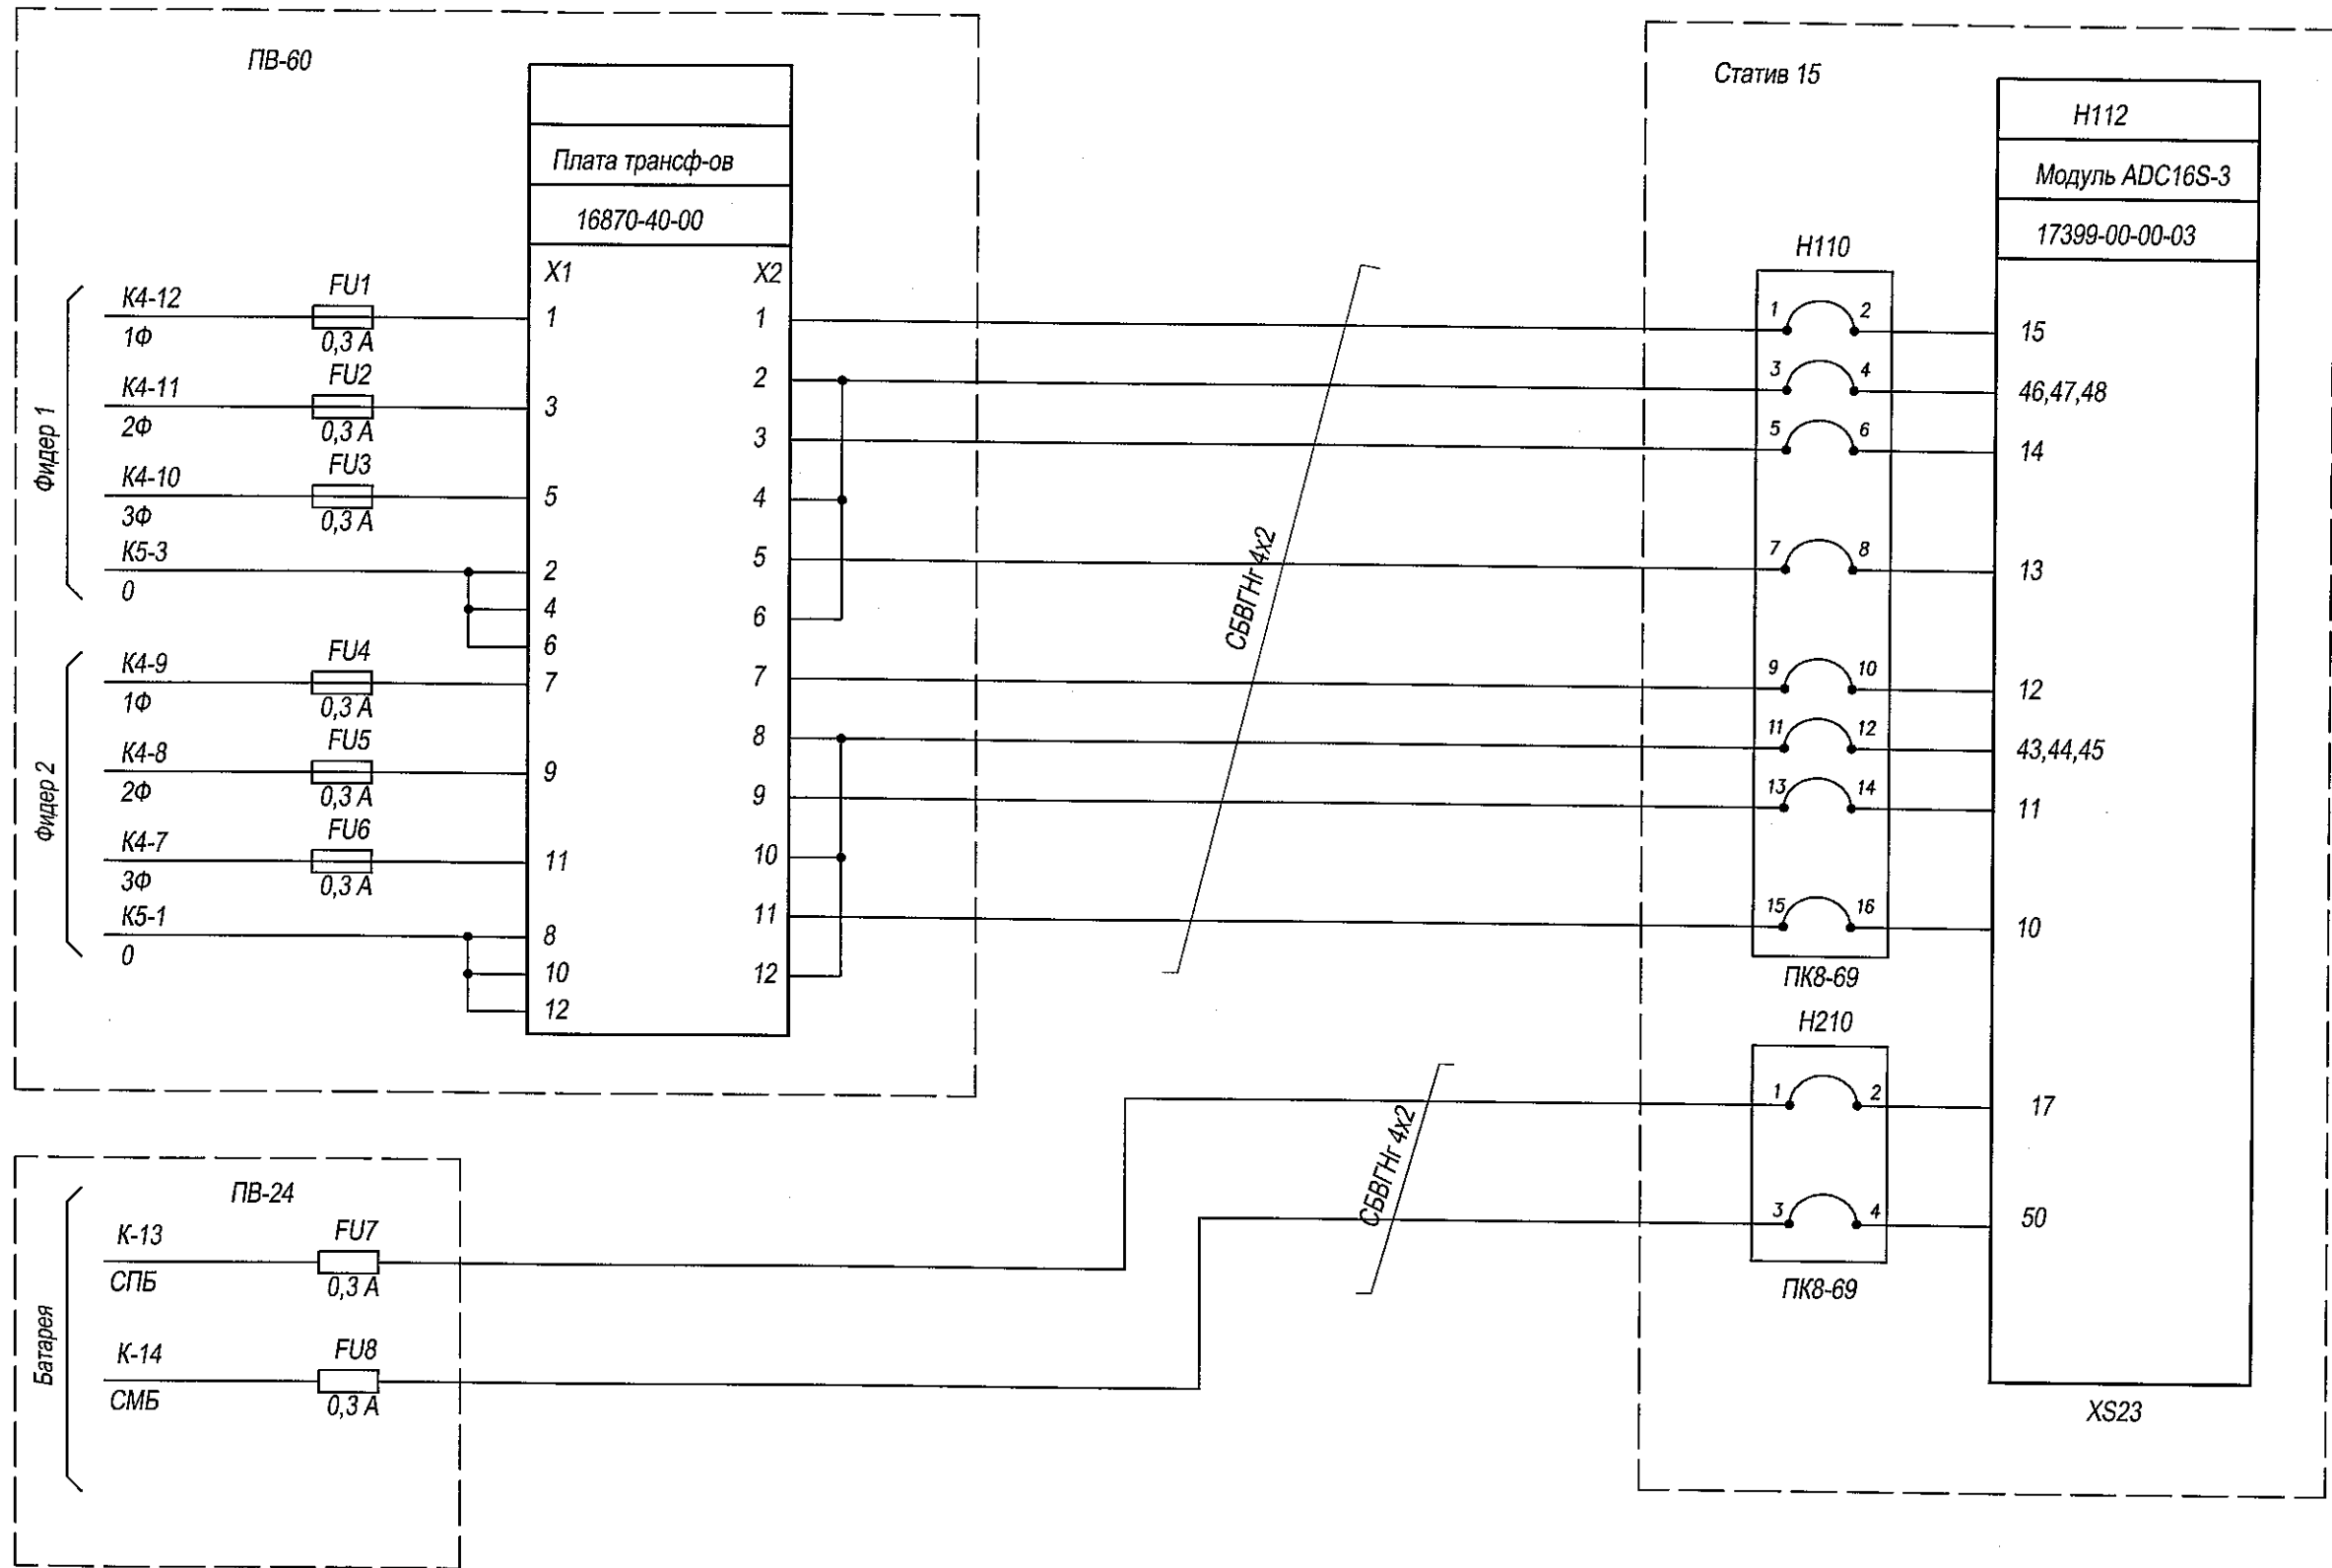 ПВ-60
Плата трансф-ов
16870-40-00
X1
X2
Фидер 1
К4-12
1Ф
FU1
0,3 А
1
К4-11
2Ф
FU2
0,3 А
3
К4-10
3Ф
FU3
0,3 А
5
К5-3
0
2
4
6
Фидер 2
К4-9
1Ф
FU4
0,3 А
7
К4-8
2Ф
FU5
0,3 А
9
К4-7
3Ф
FU6
0,3 А
11
К5-1
0
8
10
12
1
2
3
4
5
6
7
8
9
10
11
12
СБВГНг 4х2
Статив 15
Н110
1
2
3
4
5
6
7
8
9
10
11
12
13
14
15
16
ПК8-69
Н112
Модуль ADC16S-3
17399-00-00-03
15
46,47,48
14
13
12
43,44,45
11
10
17
50
XS23
Н210
1
2
3
4
ПК8-69
СБВГНг 4х2
ПВ-24
Батарея
К-13
СПБ
FU7
0,3 А
К-14
СМБ
FU8
0,3 А